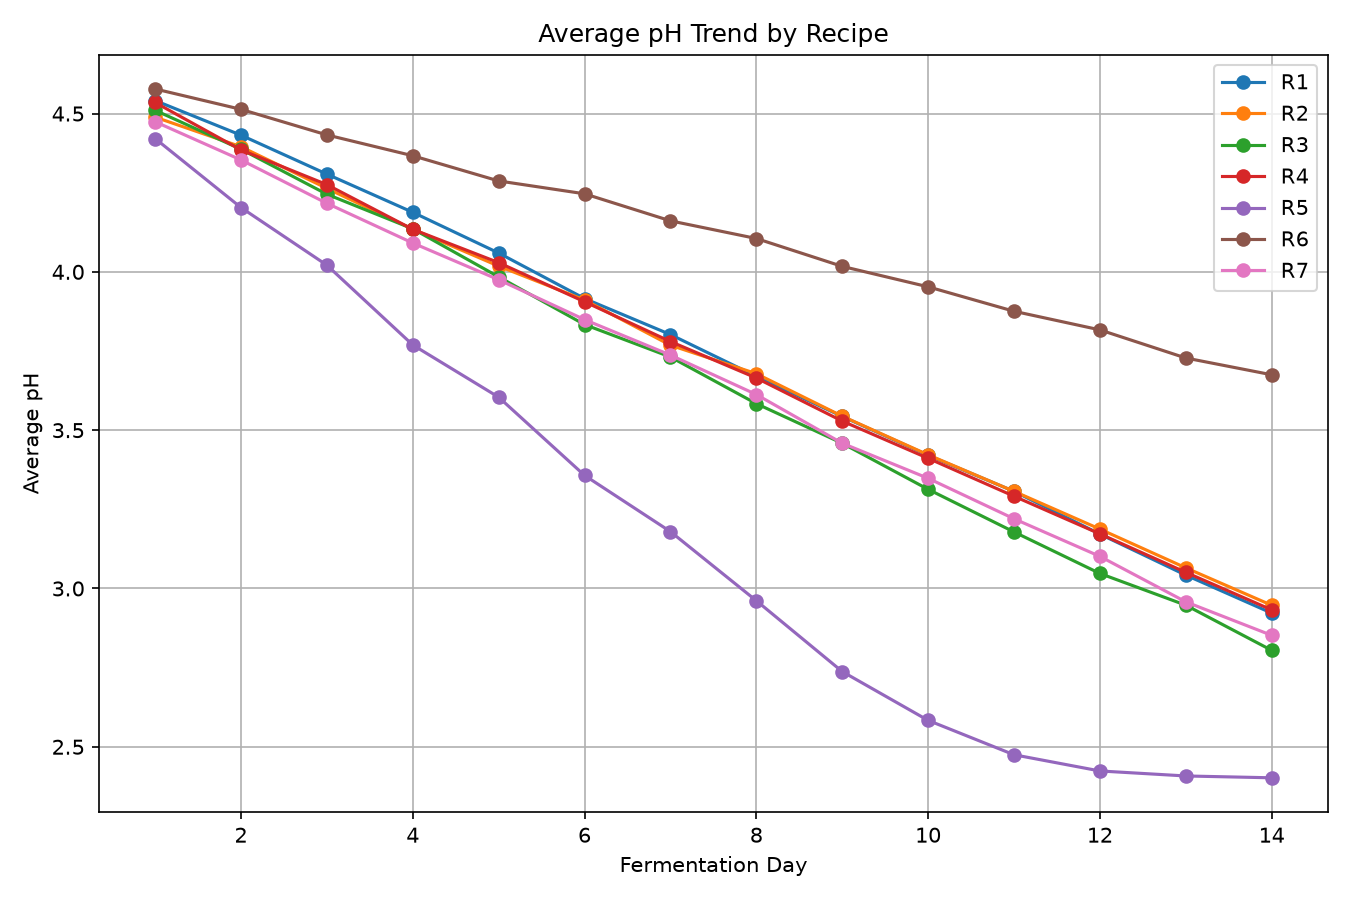 Average pH Trend by Recipe
R1
R2
R3
R4
R5
R6
R7
4.5
4.0
3.5
3.0
2.5
Average pH
2 4 6 8 10 12 14
Fermentation Day